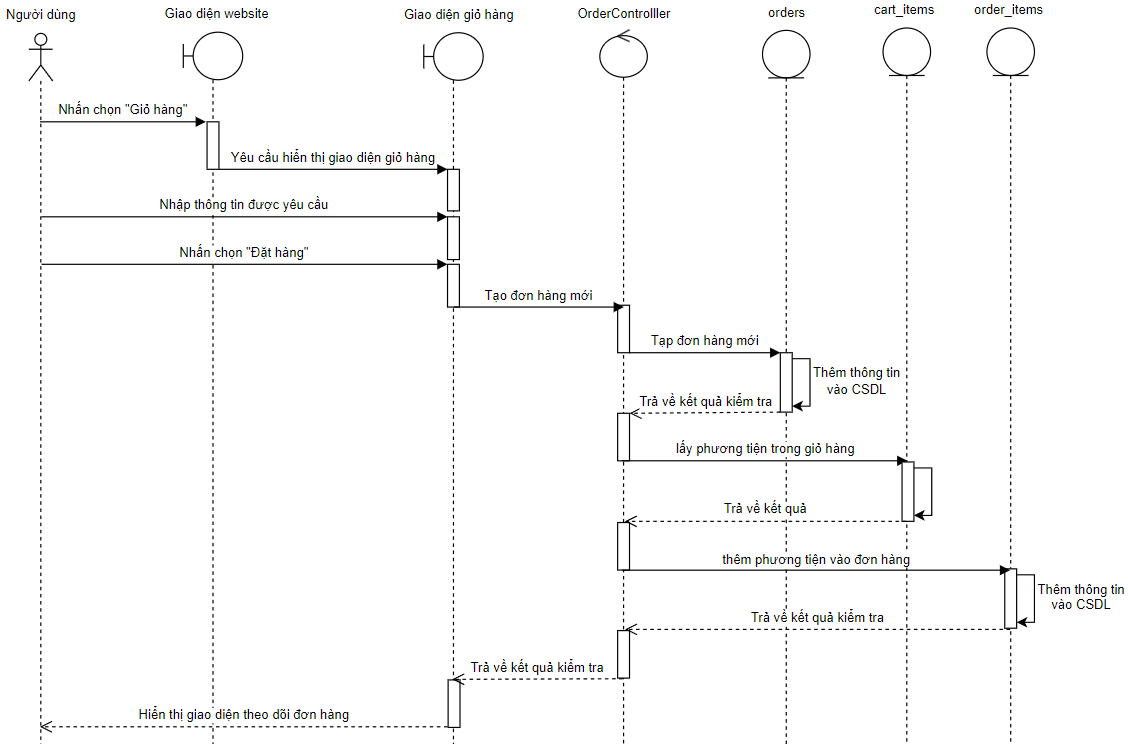 Người dùng
Giao diện website
Giao diện giỏ hàng
OrderControlller
orders
cart_items
order_items
Nhấn chọn "Giỏ hàng"
Yêu cầu hiển thị giao diện giỏ hàng
Nhập thông tin được yêu cầu
Nhấn chọn "Đặt hàng"
Tạo đơn hàng mới
Tạp đơn hàng mới
Thêm thông tin
vào CSDL
Trả về kết quả kiểm tra
lấy phương tiện trong giỏ hàng
Trả về kết quả
thêm phương tiện vào đơn hàng
Thêm thông tin
vào CSDL
Trả về kết quả kiểm tra
Trả về kết quả kiểm tra
Hiển thị giao diện theo dõi đơn hàng